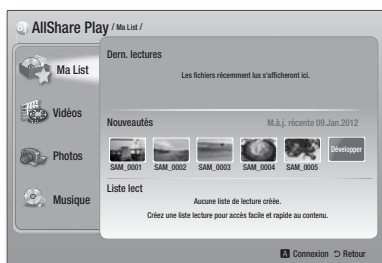 AllShare Play / Ma List /
Ma List
Vidéos
Photos
Musique
Dern. lectures
Les fichiers récemment lus s'afficheront ici.
Nouveautés
M.à.j. récente 09.Jan.2012
SAM_0001
SAM_0002
SAM_0003
SAM_0004
SAM_0005
Développer
Liste lect
Aucune liste de lecture créée.
Créez une liste lecture pour accès facile et rapide au contenu.
A Connexion
Retour